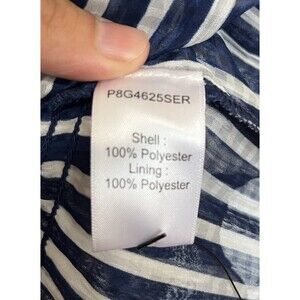 P8G4625SER
Shell :
100% Polyester
Lining :
100% Polyester